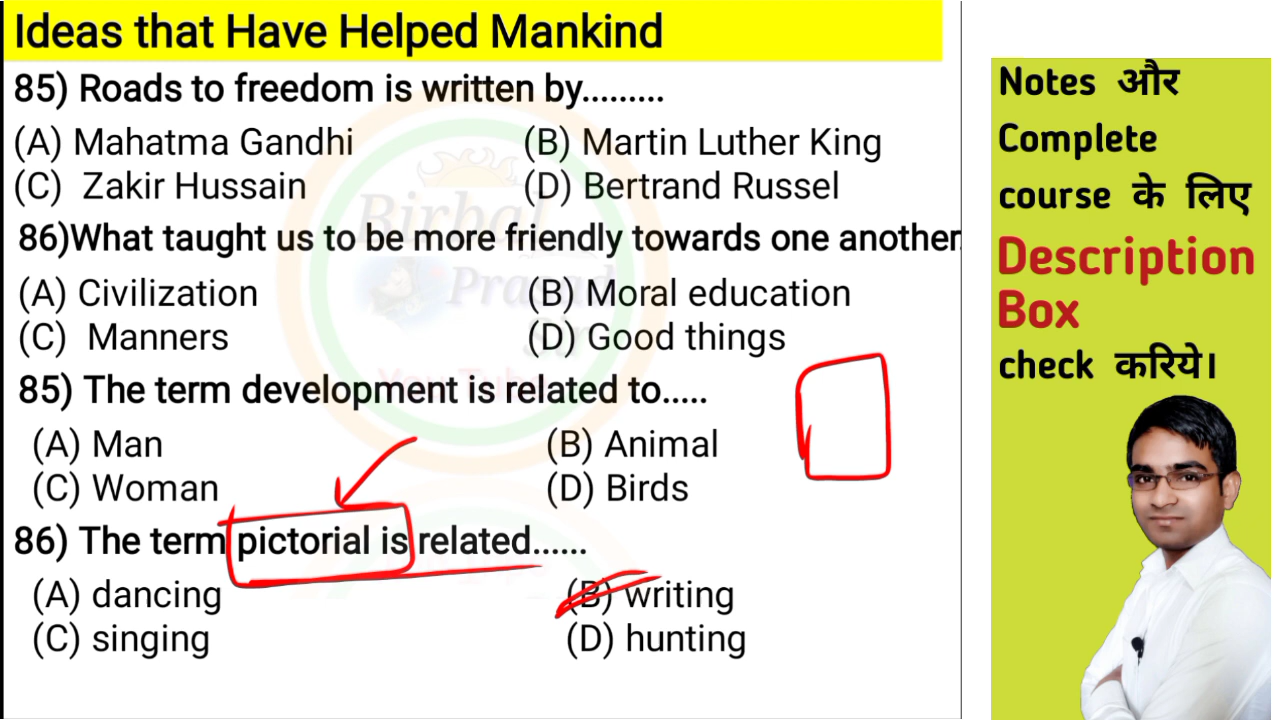 Ideas that Have Helped Mankind
85) Roads to freedom is written by.........
(A) Mahatma Gandhi (B) Martin Luther King
(C) Zakir Hussain (D) Bertrand Russel
86)What taught us to be more friendly towards one another.
(A) Civilization (B) Moral education
(C) Manners (D) Good things
85) The term development is related to.....
(A) Man (B) Animal
(C) Woman (D) Birds
86) The term pictorial is related......
(A) dancing (B) writing
(C) singing (D) hunting
Birbal
Prasad
Notes और
Complete
course के लिए
Description
Box
check करिये।